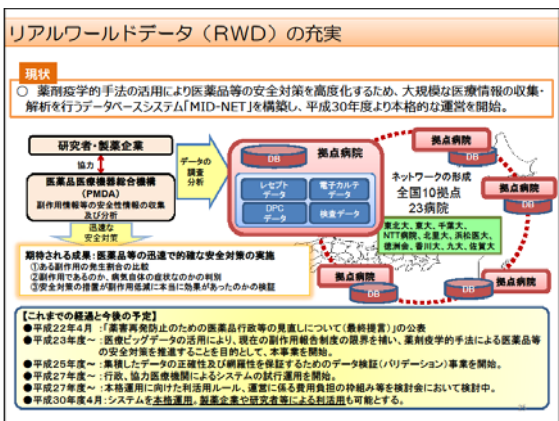 リアルワールドデータ（RWD）の充実
現状
○ 薬剤疫学的手法の活用により医薬品等の安全対策を高度化するため、大規模な医療情報の収集・
解析を行うデータベースシステム「MID-NET」を構築し、平成30年度より本格的な運営を開始。
研究者・製薬企業
協力
医薬品医療機器総合機構
（PMDA）
副作用情報等の安全性情報の収集
及び分析
データの
調査
分析
DB
拠点病院
レセプト
データ
電子カルテ
データ
DPC
データ
検査データ
拠点病院
DB
ネットワークの形成
全国10拠点
23病院
拠点病院
DB
東北大、東大、千葉大、
NTT病院、北里大、浜松医大、
徳洲会、香川大、九大、佐賀大
拠点病院
DB
拠点病院
DB
迅速な
安全対策
期待される成果：医薬品等の迅速で的確な安全対策の実施
①ある副作用の発生割合の比較
②副作用であるのか、病気自体の症状なのかの判別
③安全対策の措置が副作用低減に本当に効果があったのかの検証
【これまでの経過と今後の予定】
●平成22年4月 ：「薬害再発防止のための医薬品行政等の見直しについて（最終提言）」の公表
●平成23年度～：医療ビッグデータの活用により、現在の副作用報告制度の限界を補い、薬剤疫学的手法による医薬品等
の安全対策を推進することを目的として、本事業を開始。
●平成25年度～：集積したデータの正確性及び網羅性を保証するためのデータ検証（バリデーション）事業を開始。
●平成27年度～：行政、協力医療機関によるシステムの試行運用を開始。
●平成27年度～：本格運用に向けた利活用ルール、運営に係る費用負担の枠組み等を検討会において検討中。
●平成30年度4月：システムを本格運用。製薬企業や研究者等による利活用も可能とする。